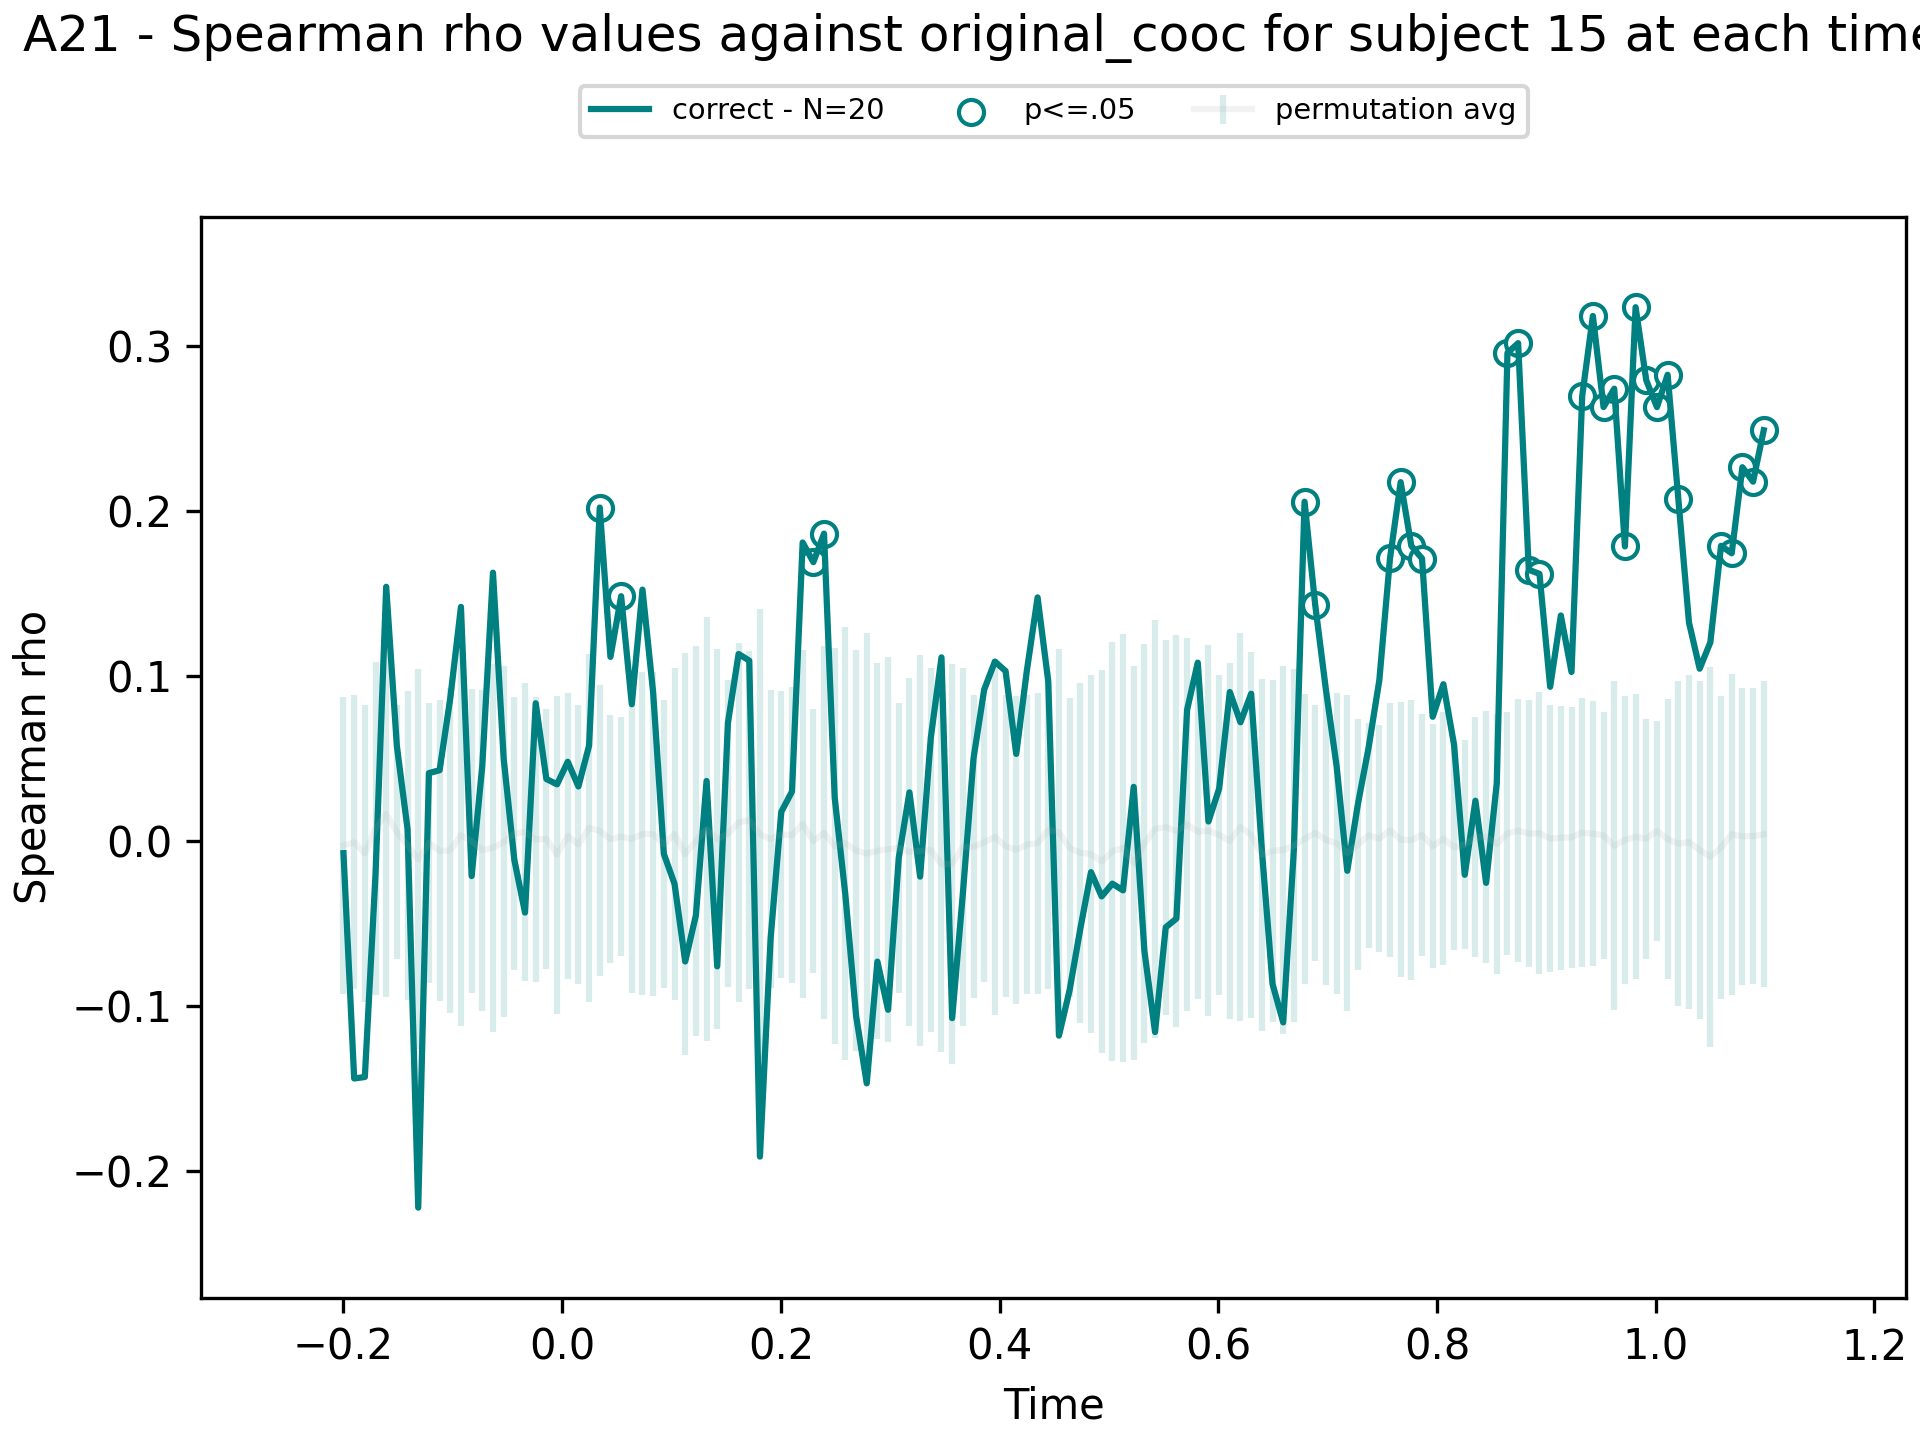 A21 - Spearman rho values against original_cooc for subject 15 at each time
correct - N=20 p<=.05 permutation avg
Spearman rho
0.3
0.2
0.1
0.0
−0.1
−0.2
−0.2 0.0 0.2 0.4 0.6 0.8 1.0 1.2
Time